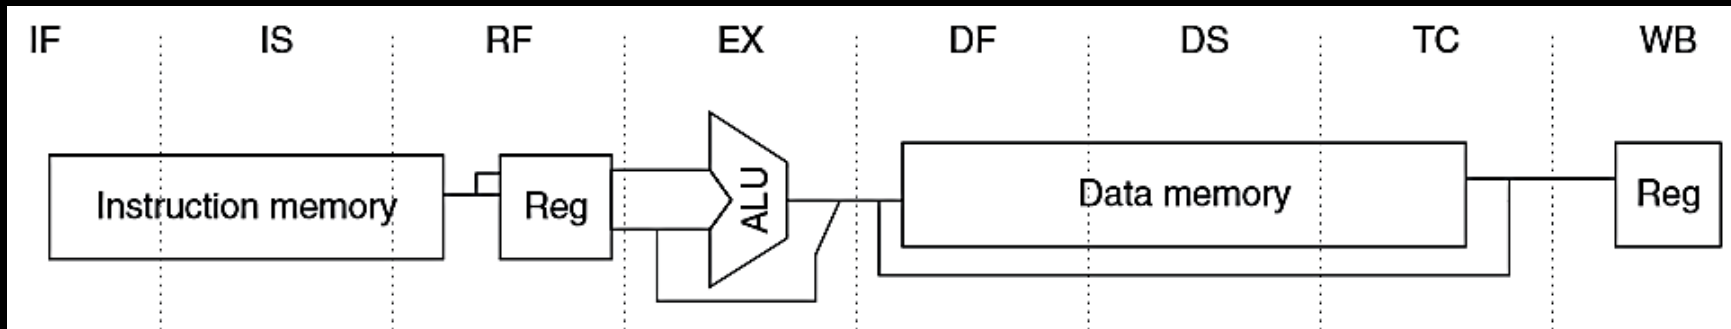 IF IS RF EX DF DS TC WB
Instruction memory Reg ALU Data memory Reg